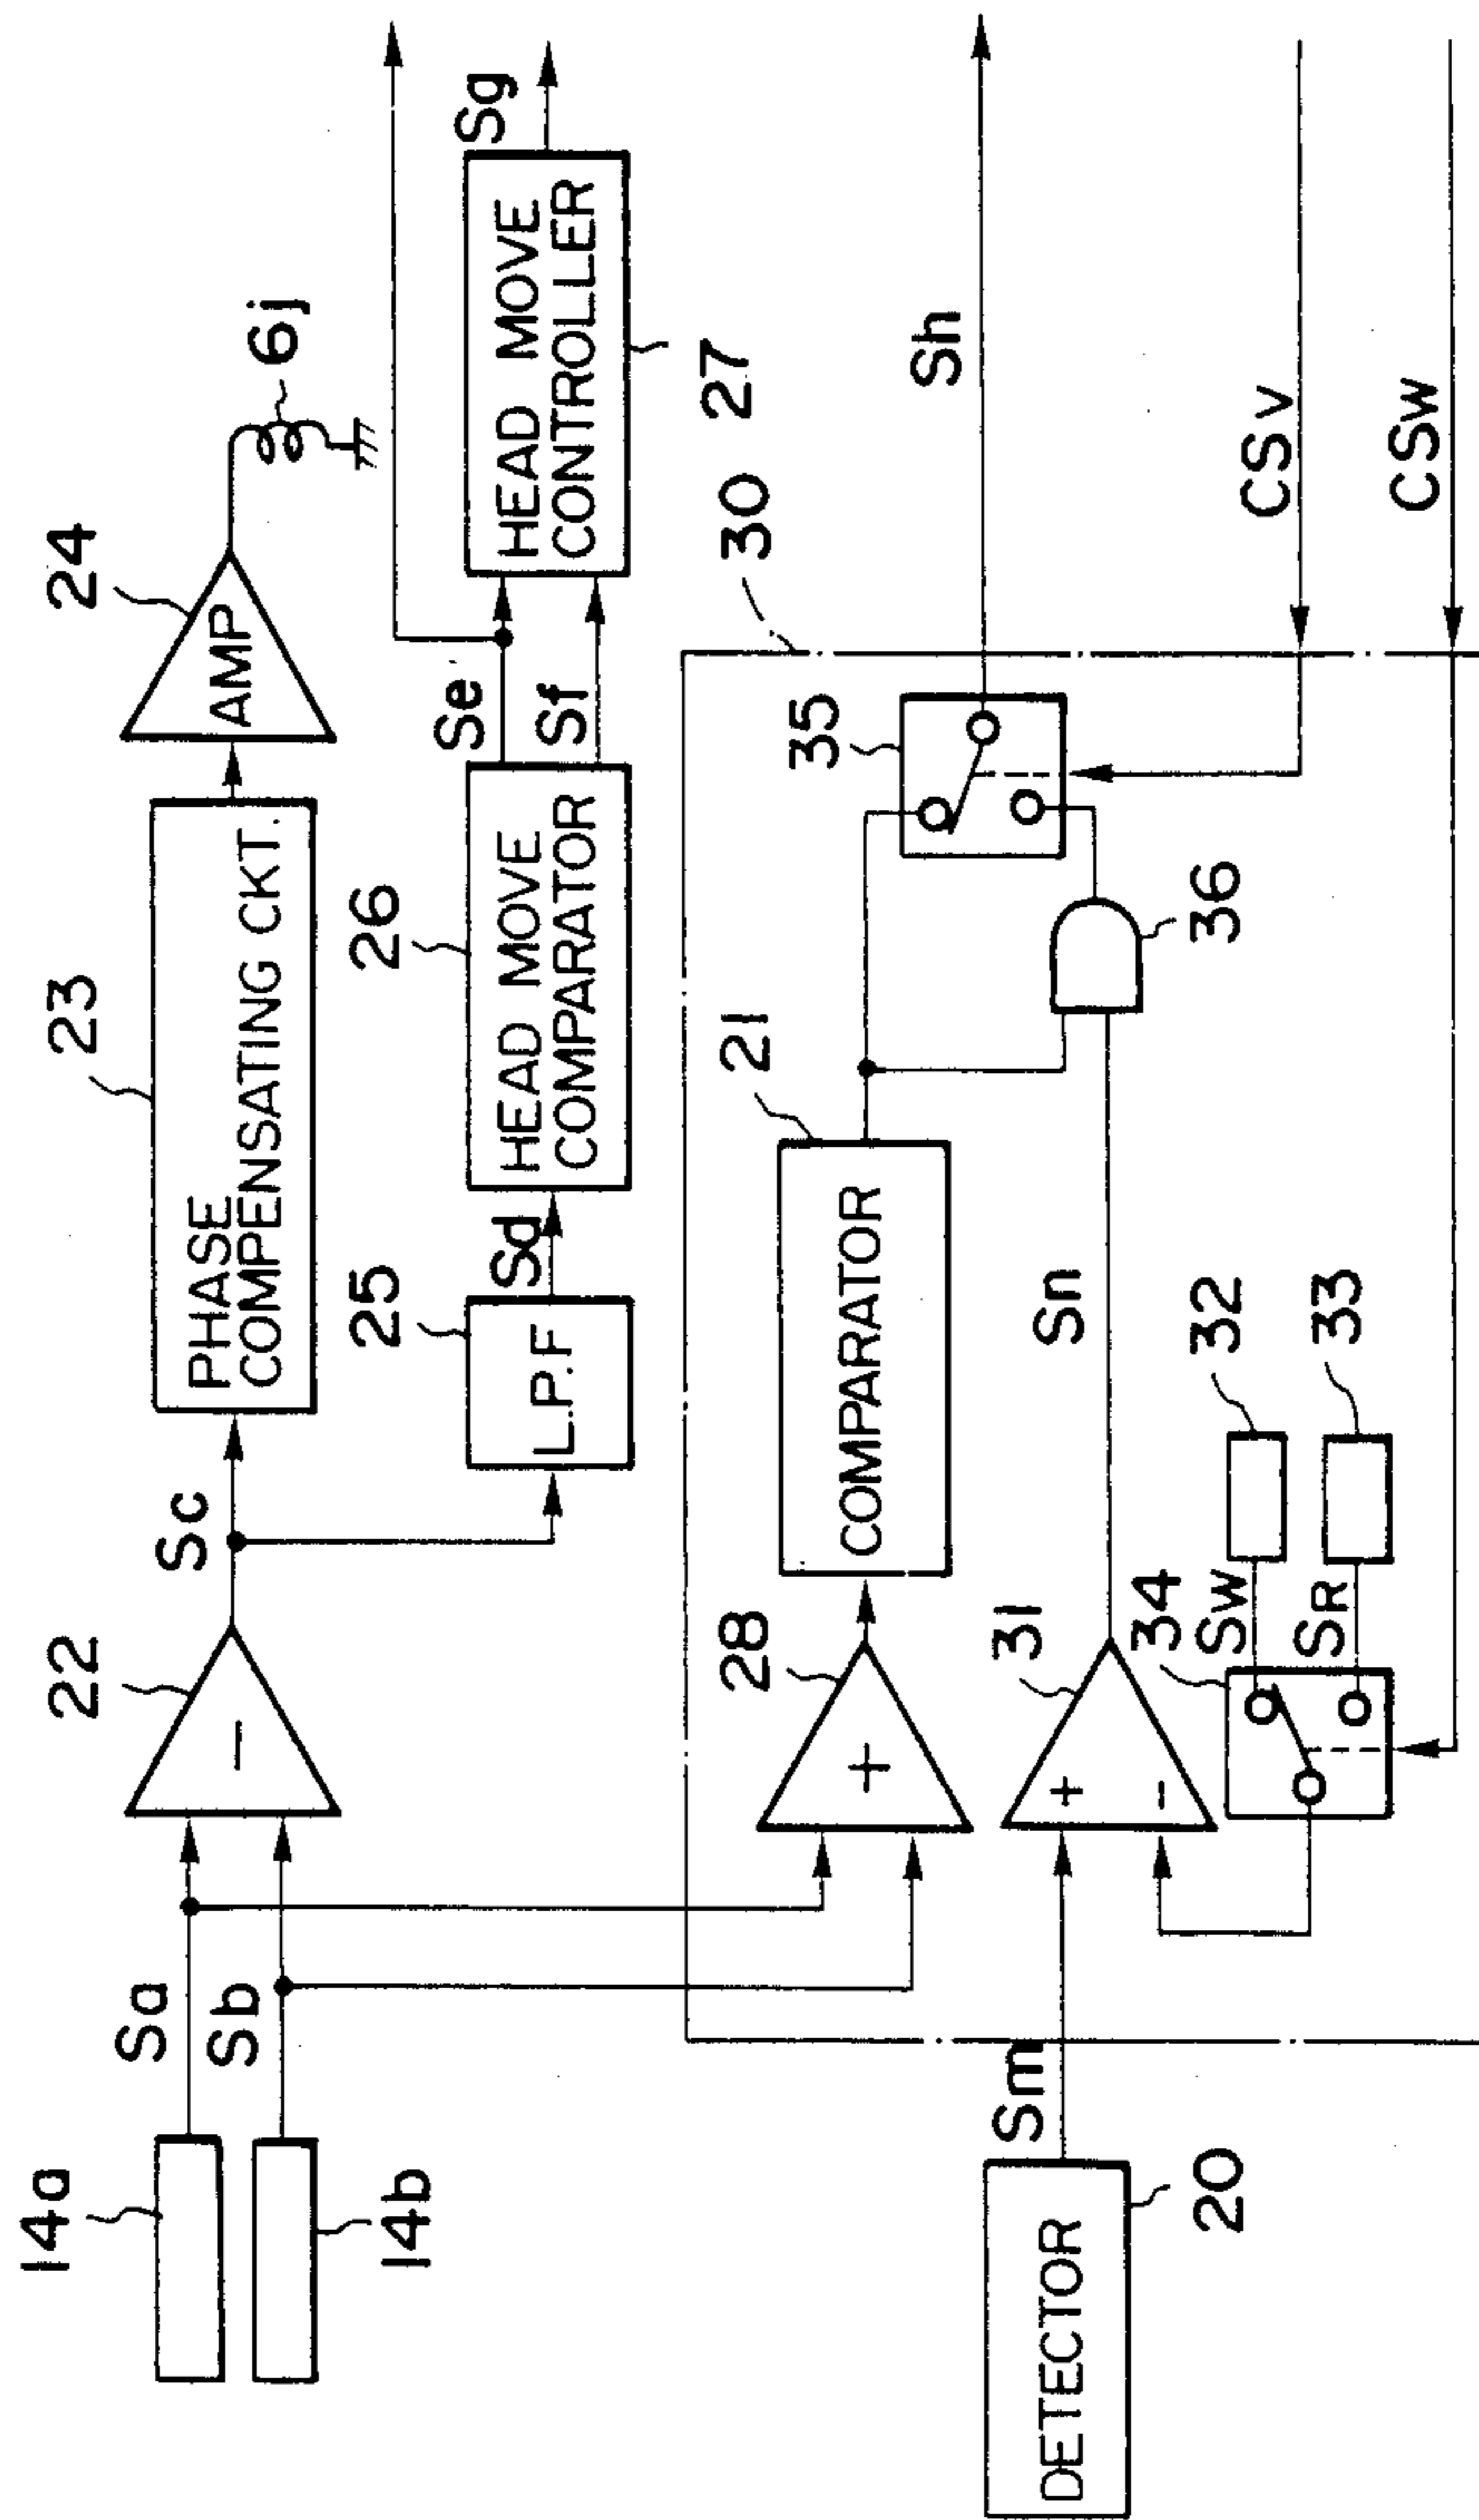 14a
Sa
22
Sc
23
PHASE
COMPENSATING CKT.
24
AMP
6j
14b
Sb
25
L.P.F
Sd
26
HEAD MOVE
COMPARATOR
Se
Sf
HEAD MOVE
CONTROLLER
Sg
27
30
28
COMPARATOR
21
35
Sh
DETECTOR
20
Sm
31
Sn
36
34
SW
SR
32
33
CSV
CSW